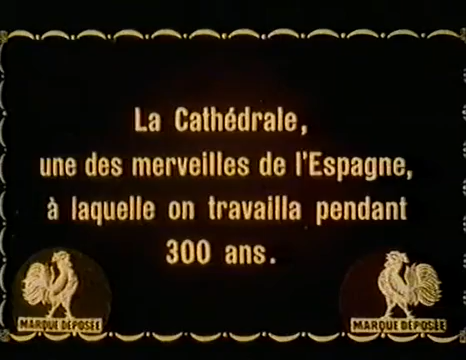 La Cathédrale,
une des merveilles de l'Espagne,
à laquelle on travailla pendant
300 ans.
MARQUE DÉPOSÉE
MARQUE DÉPOSÉE